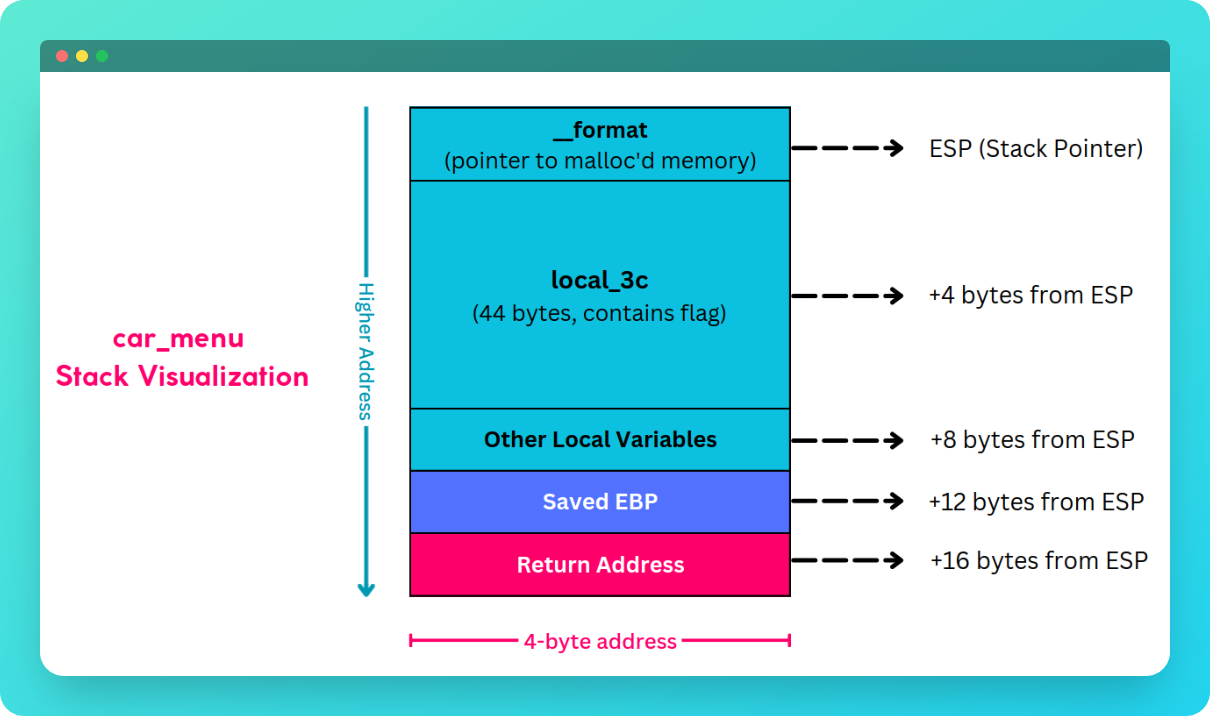 __format
(pointer to malloc'd memory)
ESP (Stack Pointer)
local_3c
(44 bytes, contains flag)
+4 bytes from ESP
Higher Address
car_menu
Stack Visualization
Other Local Variables
+8 bytes from ESP
Saved EBP
+12 bytes from ESP
Return Address
+16 bytes from ESP
4-byte address